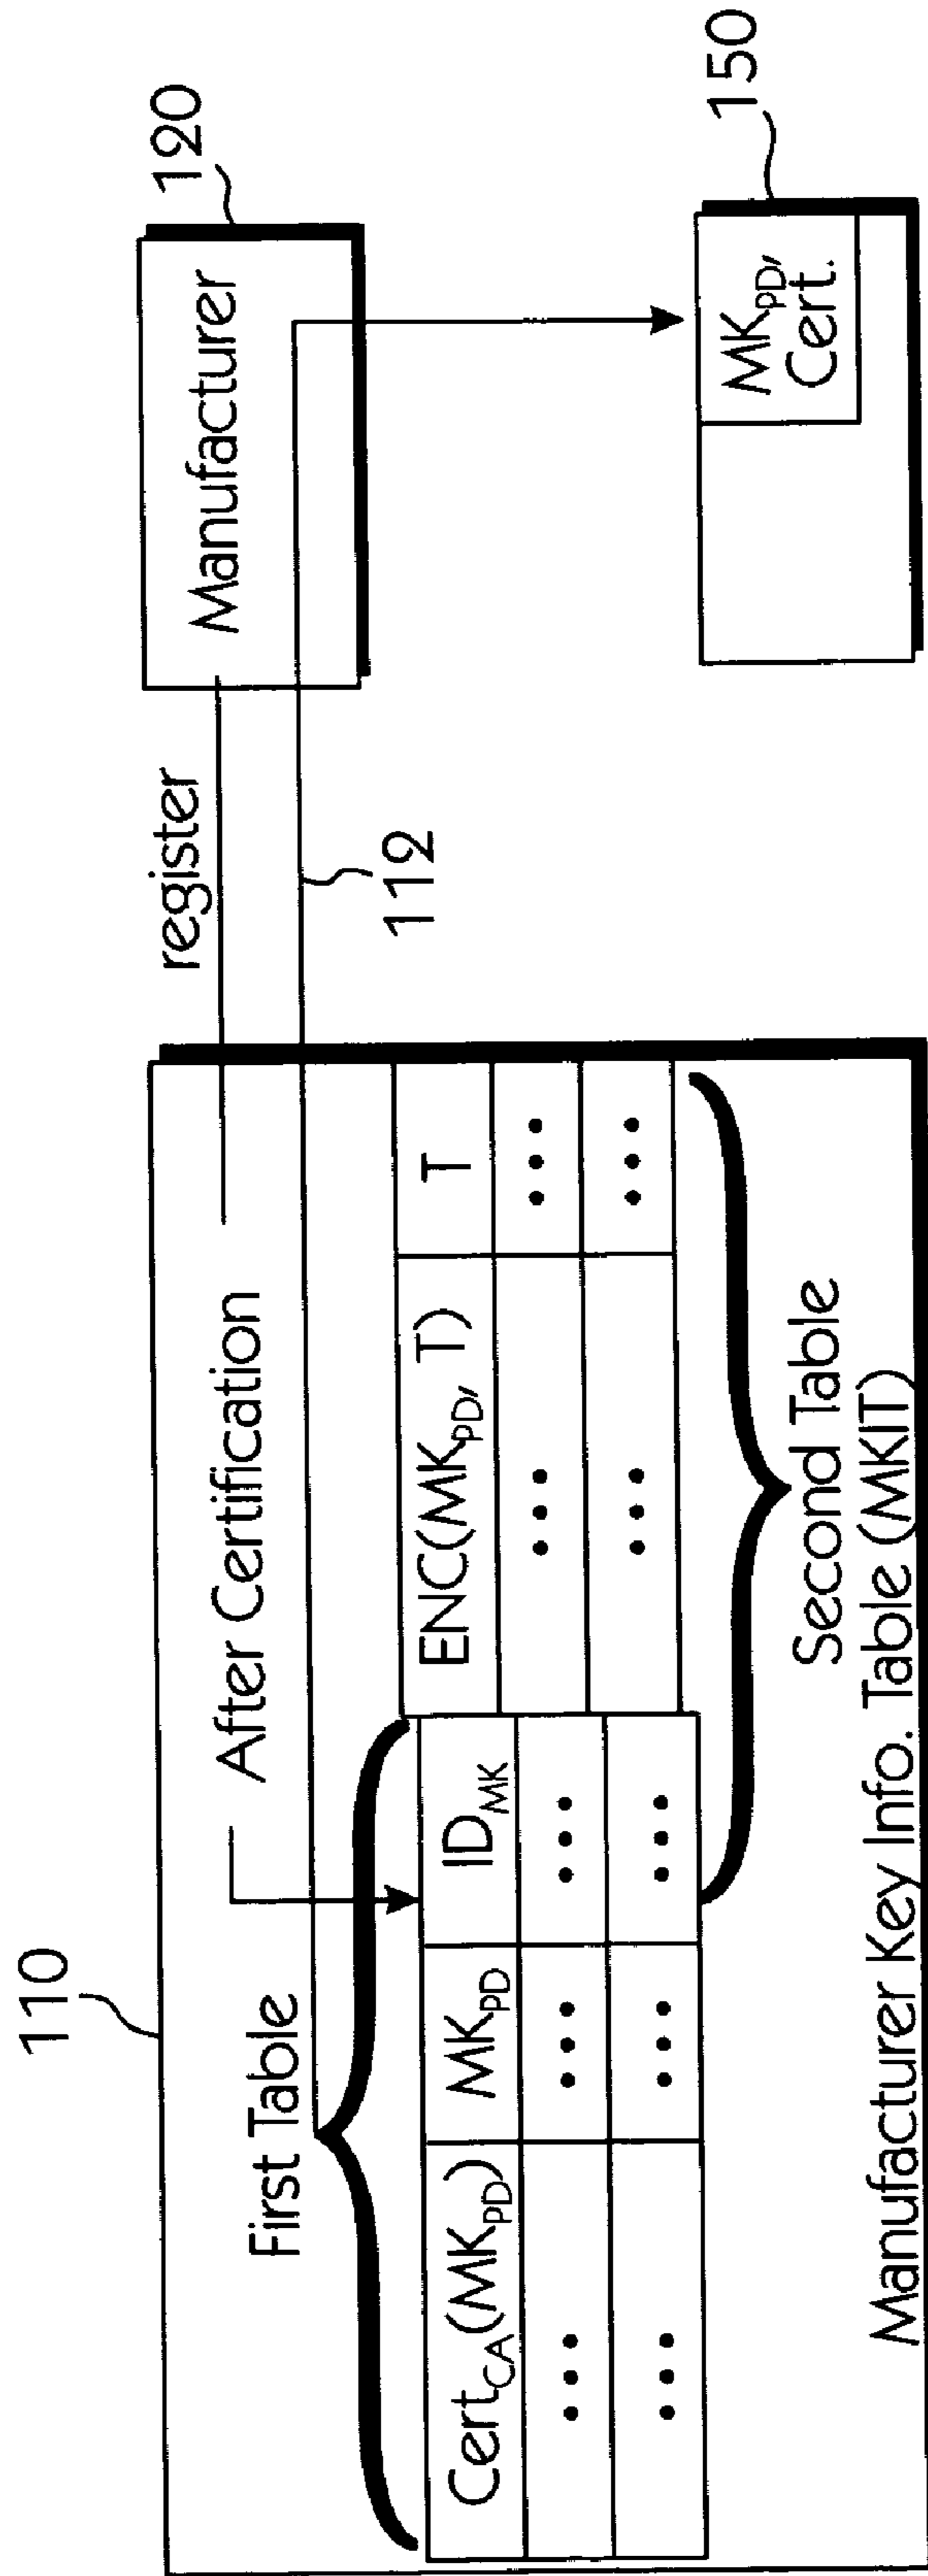 110
120
150
112
register
Manufacturer
After Certification
First Table
Cert_CA(MK_PD) MK_PD ID_MK ENC(MK_PD, T) T
... ... ... ... ...
... ... ... ... ...
MK_PD,
Cert.
Second Table
Manufacturer Key Info. Table (MKIT)